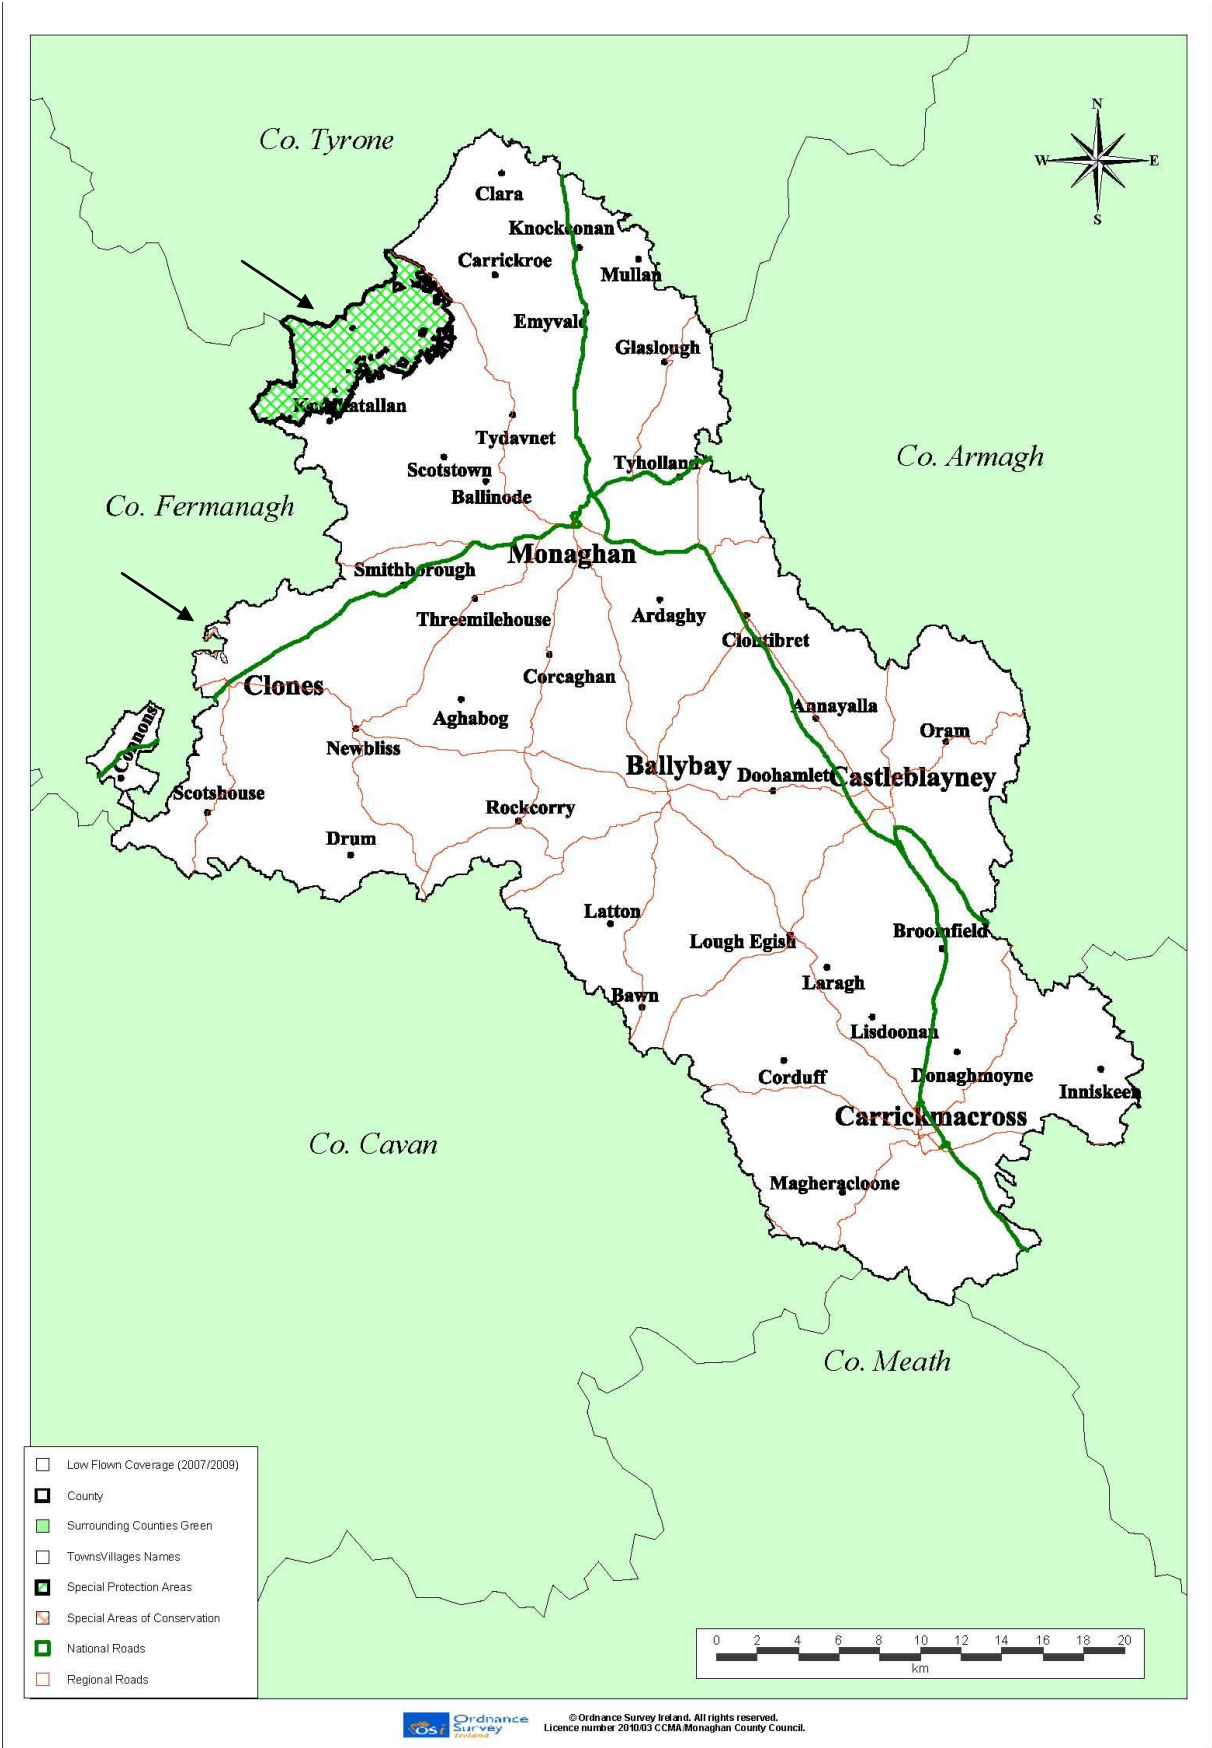 Co. Tyrone
N
W
E
S
Clara
Knockconan
Carrickroe
Mullan
Emyvale
Glaslough
Tydavnet
Co. Armagh
Tyholland
Scotstown
Ballinode
Co. Fermanagh
Monaghan
Smithborough
Threemilehouse
Ardaghy
Clontibret
Corcaghan
Clones
Annayalla
Aghabog
Connons
Oram
Newbliss
Ballybay
Doohamlet
Castleblayney
Scotshouse
Rockcorry
Drum
Latton
Broomfield
Lough Egish
Laragh
Bawn
Lisdoonan
Corduff
Donaghmoyne
Inniskeen
Carrickmacross
Co. Cavan
Magheracloone
Co. Meath
Low Flown Coverage (2007/2009)
County
Surrounding Counties Green
TownsVillages Names
Special Protection Areas
Special Areas of Conservation
National Roads
Regional Roads
0 2 4 6 8 10 12 14 16 18 20
km
osi
Ordnance
Survey
Ireland
© Ordnance Survey Ireland. All rights reserved.
Licence number 2010/03 CCMA/Monaghan County Council.